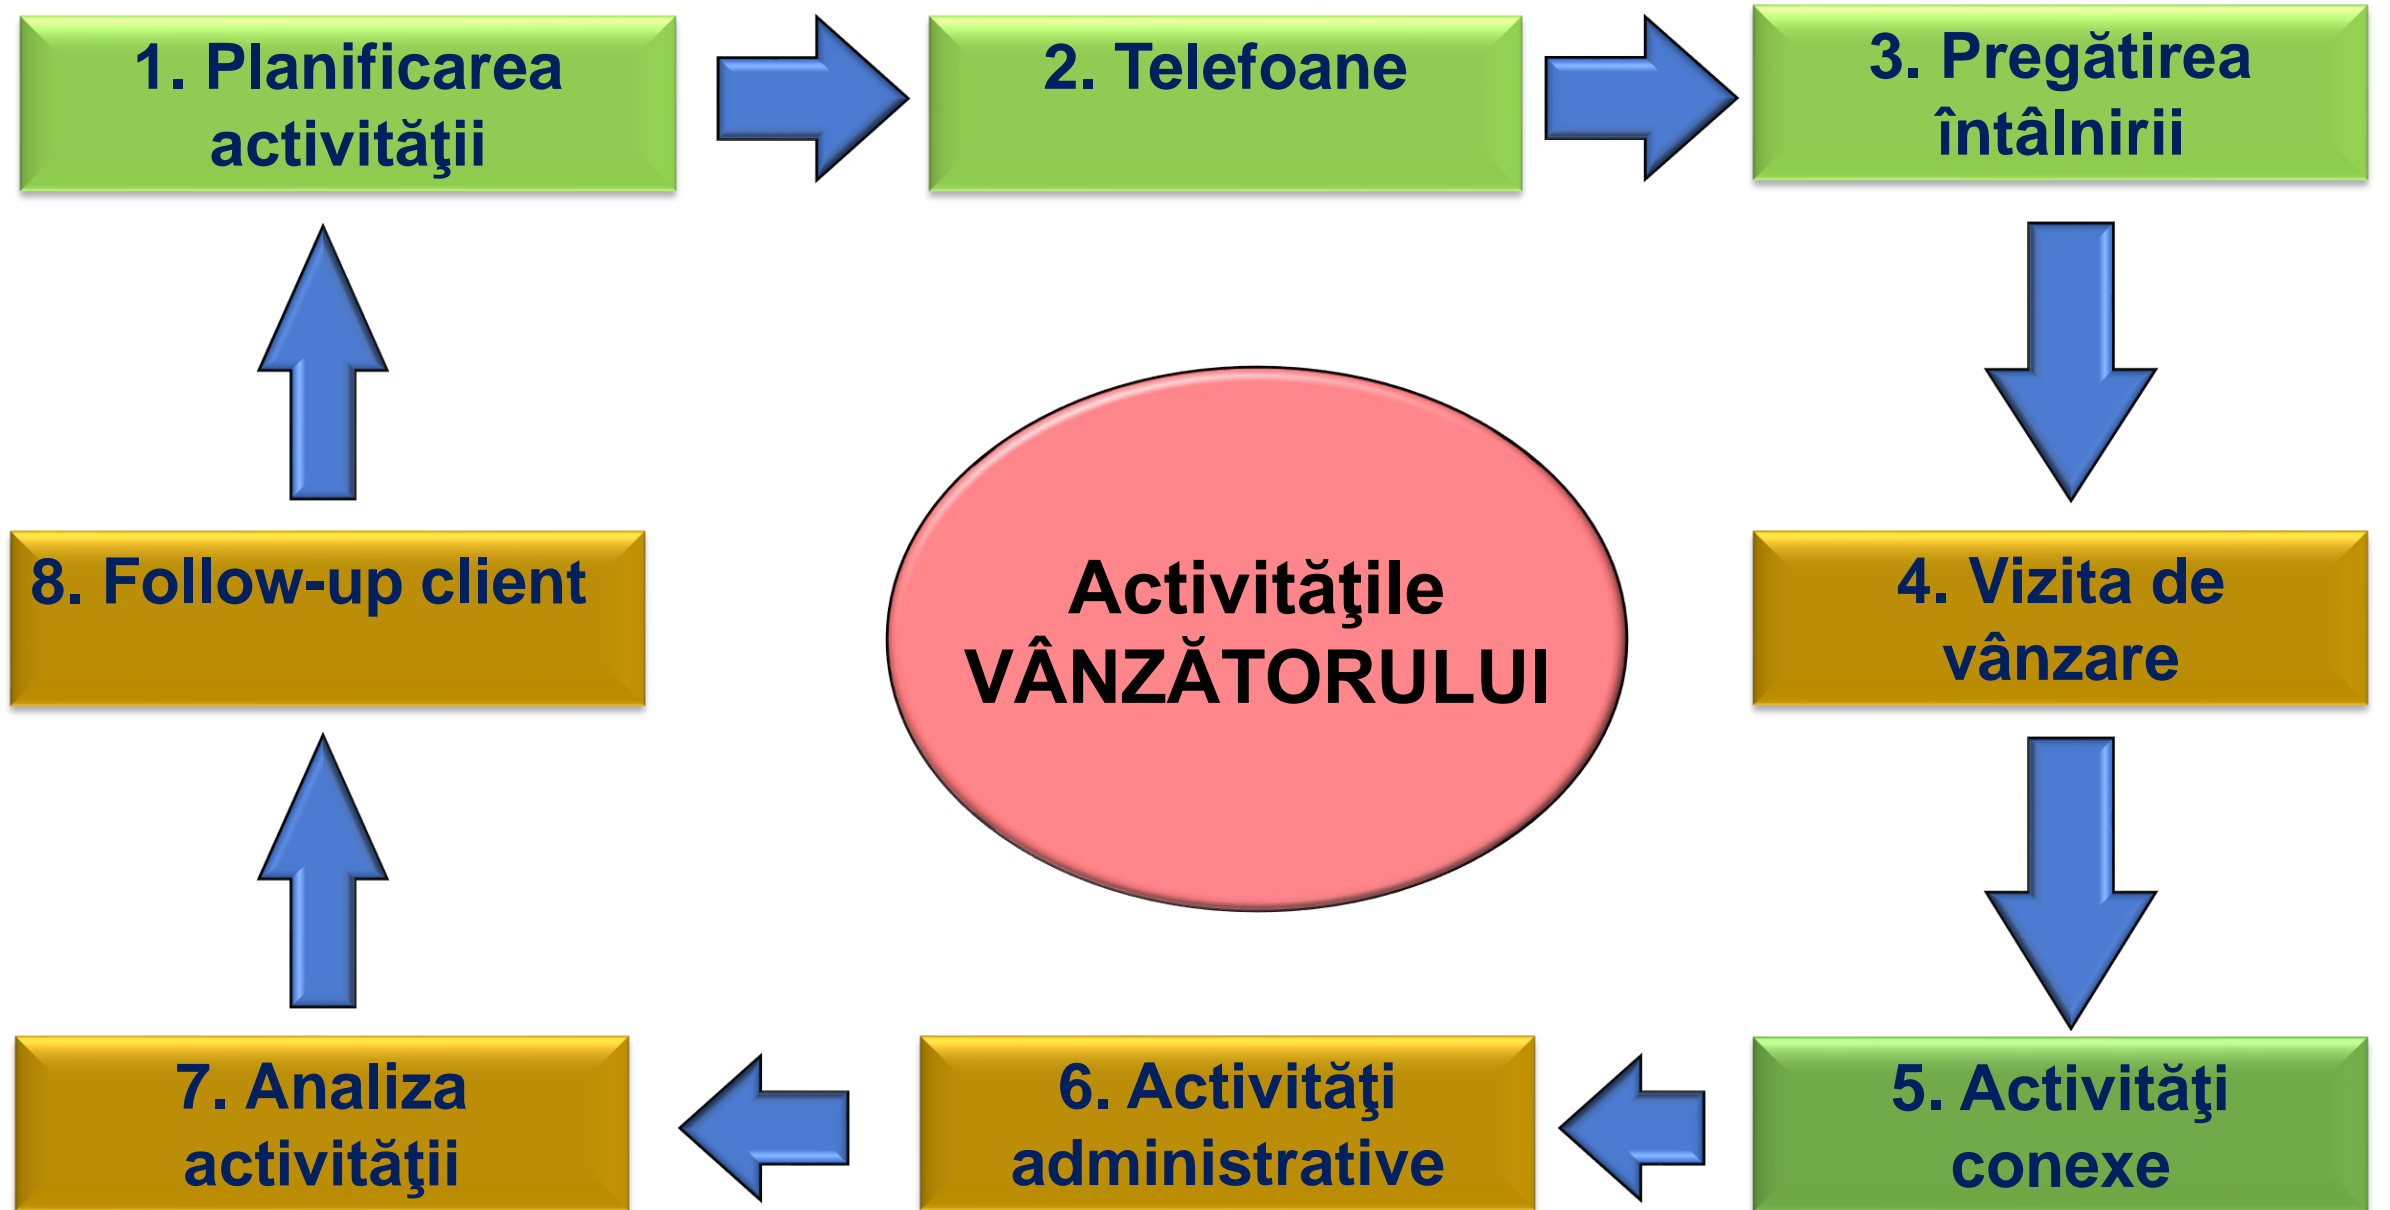 1. Planificarea
activităţii
2. Telefoane
3. Pregătirea
întâlnirii
8. Follow-up client
Activităţile
VÂNZĂTORULUI
4. Vizita de
vânzare
7. Analiza
activităţii
6. Activităţi
administrative
5. Activităţi
conexe